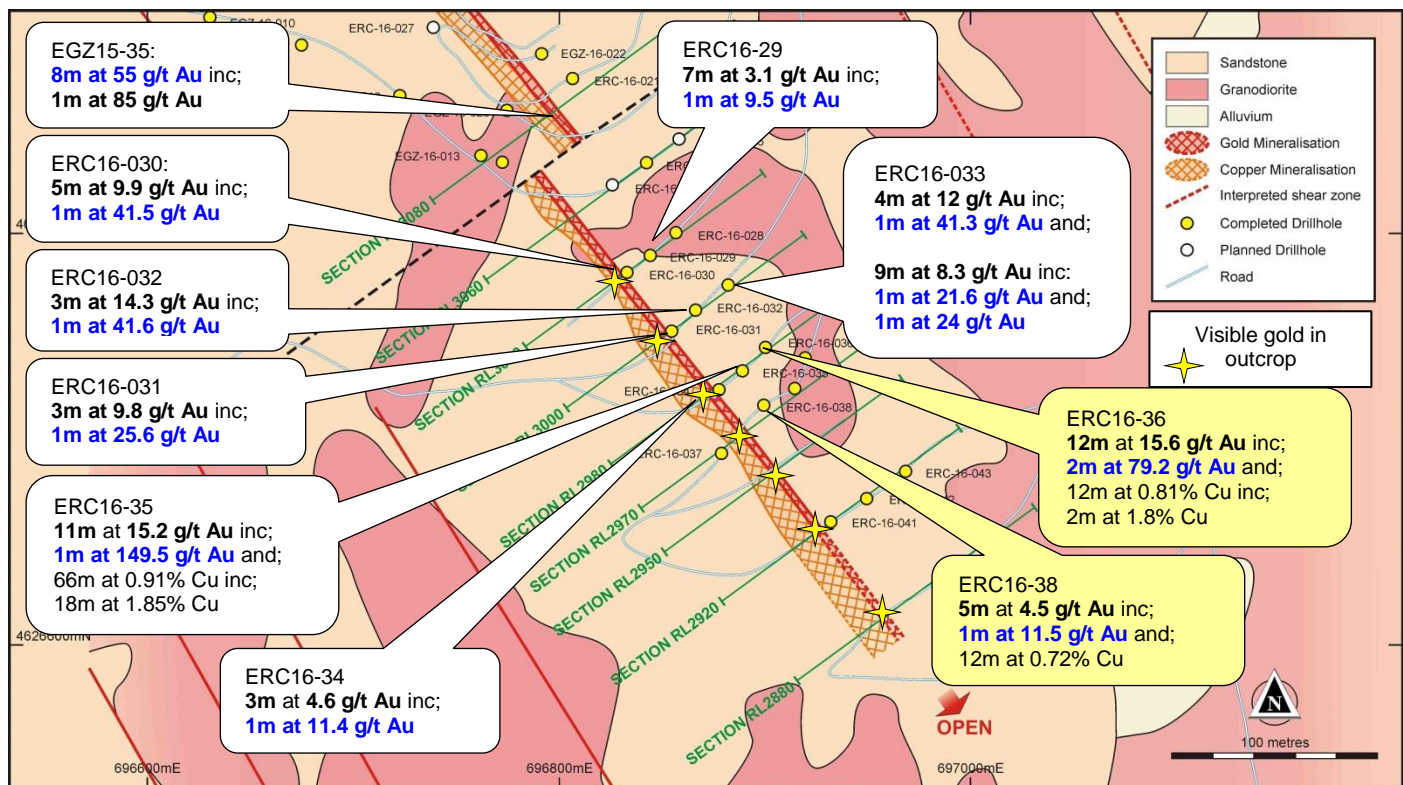 EGZ15-35:
8m at 55 g/t Au inc;
1m at 85 g/t Au
ERC16-030:
5m at 9.9 g/t Au inc;
1m at 41.5 g/t Au
ERC16-032
3m at 14.3 g/t Au inc;
1m at 41.6 g/t Au
ERC16-031
3m at 9.8 g/t Au inc;
1m at 25.6 g/t Au
ERC16-35
11m at 15.2 g/t Au inc;
1m at 149.5 g/t Au and;
66m at 0.91% Cu inc;
18m at 1.85% Cu
ERC16-34
3m at 4.6 g/t Au inc;
1m at 11.4 g/t Au
ERC16-29
7m at 3.1 g/t Au inc;
1m at 9.5 g/t Au
ERC16-033
4m at 12 g/t Au inc;
1m at 41.3 g/t Au and;
9m at 8.3 g/t Au inc:
1m at 21.6 g/t Au and;
1m at 24 g/t Au
ERC16-36
12m at 15.6 g/t Au inc;
2m at 79.2 g/t Au and;
12m at 0.81% Cu inc;
2m at 1.8% Cu
ERC16-38
5m at 4.5 g/t Au inc;
1m at 11.5 g/t Au and;
12m at 0.72% Cu
Sandstone
Granodiorite
Alluvium
Gold Mineralisation
Copper Mineralisation
Interpreted shear zone
Completed Drillhole
Planned Drillhole
Road
Visible gold in
outcrop
ERC-16-027
EGZ-16-022
ERC-16-021
EGZ-16-013
ERC-16-028
ERC-16-029
ERC-16-030
ERC-16-032
ERC-16-031
ERC-16-038
ERC-16-037
ERC-16-043
ERC-16-041
SECTION
SECTION RL3960
SECTION
RL3000
SECTION RL2980
SECTION RL2970
SECTION RL2950
SECTION RL2920
SECTION RL2880
OPEN
N
100 metres
4626600mN
696600mE
696800mE
697000mE